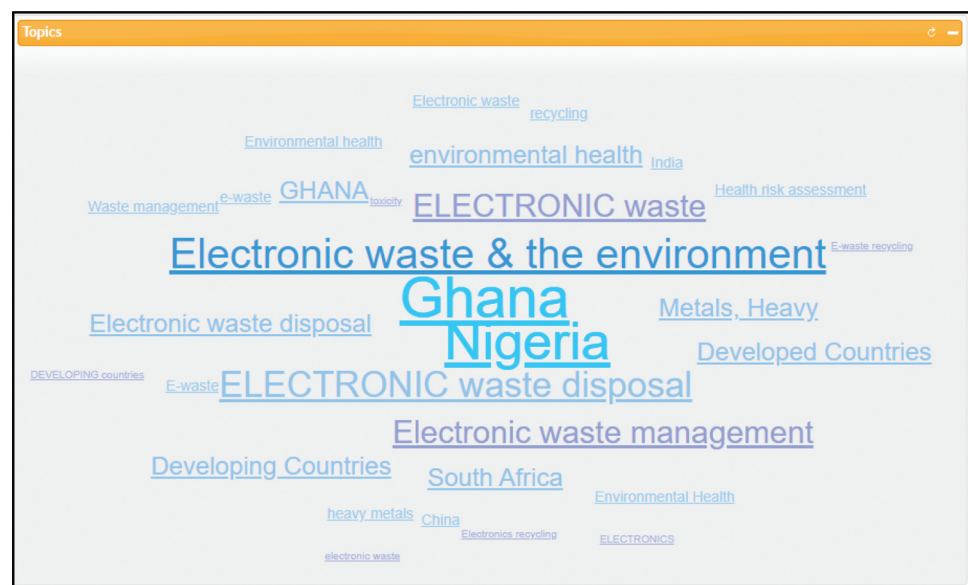 Topics
Electronic waste
recycling
Environmental health
environmental health
India
Health risk assessment
Waste management
e-waste
GHANA
toxicity
ELECTRONIC waste
Electronic waste & the environment
E-waste recycling
Ghana
Metals, Heavy
Electronic waste disposal
Nigeria
Developed Countries
DEVELOPING countries
E-waste
ELECTRONIC waste disposal
Electronic waste management
Developing Countries
South Africa
Environmental Health
heavy metals
China
Electronics recycling
ELECTRONICS
electronic waste